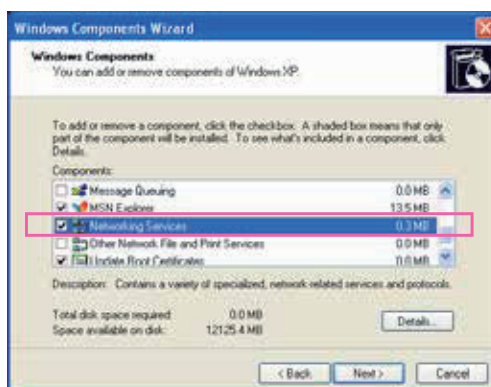 Windows Components Wizard
Windows Components
You can add or remove components of Windows XP.
To add or remove a component, click the checkbox. A shaded box means that only
part of the component will be installed. To see what's included in a component, click
Details.
Components:
Message Queuing 0.0 MB
MSN Explorer 13.5 MB
Networking Services 0.3 MB
Other Network File and Print Services 0.0 MB
Update Root Certificates 0.0 MB
Description: Contains a variety of specialized, network-related services and protocols.
Total disk space required: 0.0 MB
Space available on disk: 12125.4 MB
Details...
< Back Next > Cancel